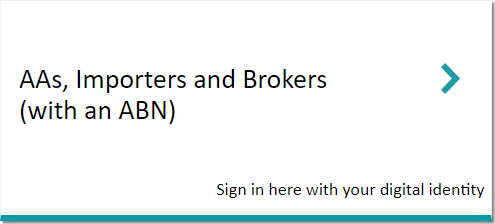 AAs, Importers and Brokers
(with an ABN)
Sign in here with your digital identity